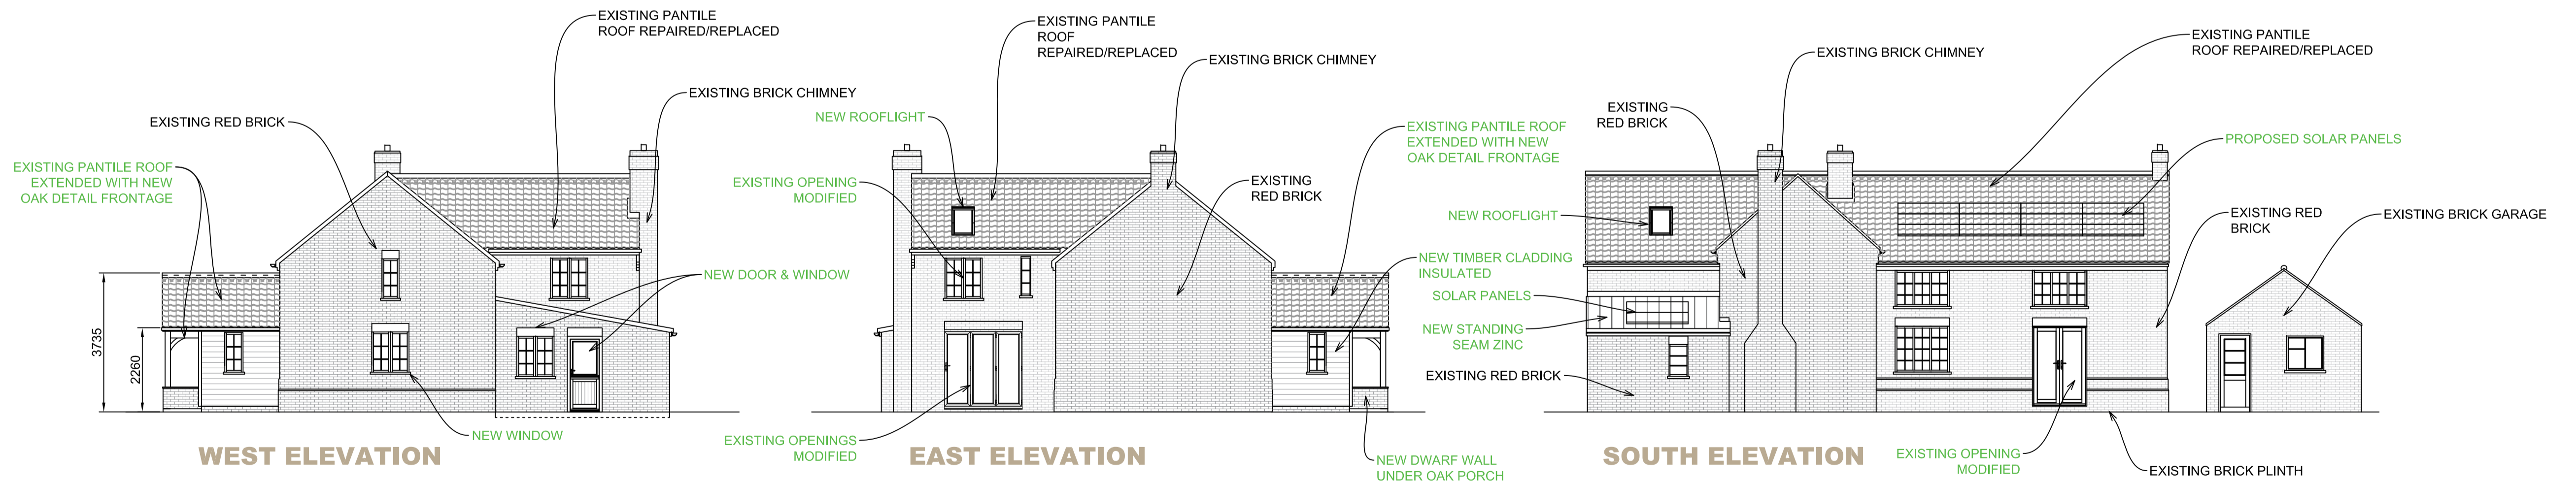 EXISTING PANTILE
ROOF REPAIRED/REPLACED
EXISTING BRICK CHIMNEY
EXISTING RED BRICK
EXISTING PANTILE ROOF
EXTENDED WITH NEW
OAK DETAIL FRONTAGE
NEW DOOR & WINDOW
3735
2260
NEW WINDOW
WEST ELEVATION
EXISTING PANTILE
ROOF
REPAIRED/REPLACED
EXISTING BRICK CHIMNEY
NEW ROOFLIGHT
EXISTING PANTILE ROOF
EXTENDED WITH NEW
OAK DETAIL FRONTAGE
EXISTING OPENING
MODIFIED
EXISTING
RED BRICK
NEW TIMBER CLADDING
INSULATED
EXISTING OPENINGS
MODIFIED
NEW DWARF WALL
UNDER OAK PORCH
EAST ELEVATION
EXISTING PANTILE
ROOF REPAIRED/REPLACED
EXISTING BRICK CHIMNEY
EXISTING
RED BRICK
PROPOSED SOLAR PANELS
NEW ROOFLIGHT
EXISTING RED
BRICK
EXISTING BRICK GARAGE
SOLAR PANELS
NEW STANDING
SEAM ZINC
EXISTING RED BRICK
EXISTING OPENING
MODIFIED
EXISTING BRICK PLINTH
SOUTH ELEVATION